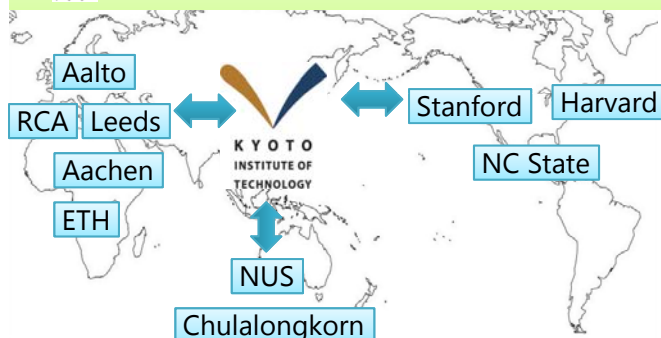 Aalto
RCA
Leeds
Aachen
ETH
KYOTO
INSTITUTE OF
TECHNOLOGY
Stanford
Harvard
NC State
NUS
Chulalongkorn